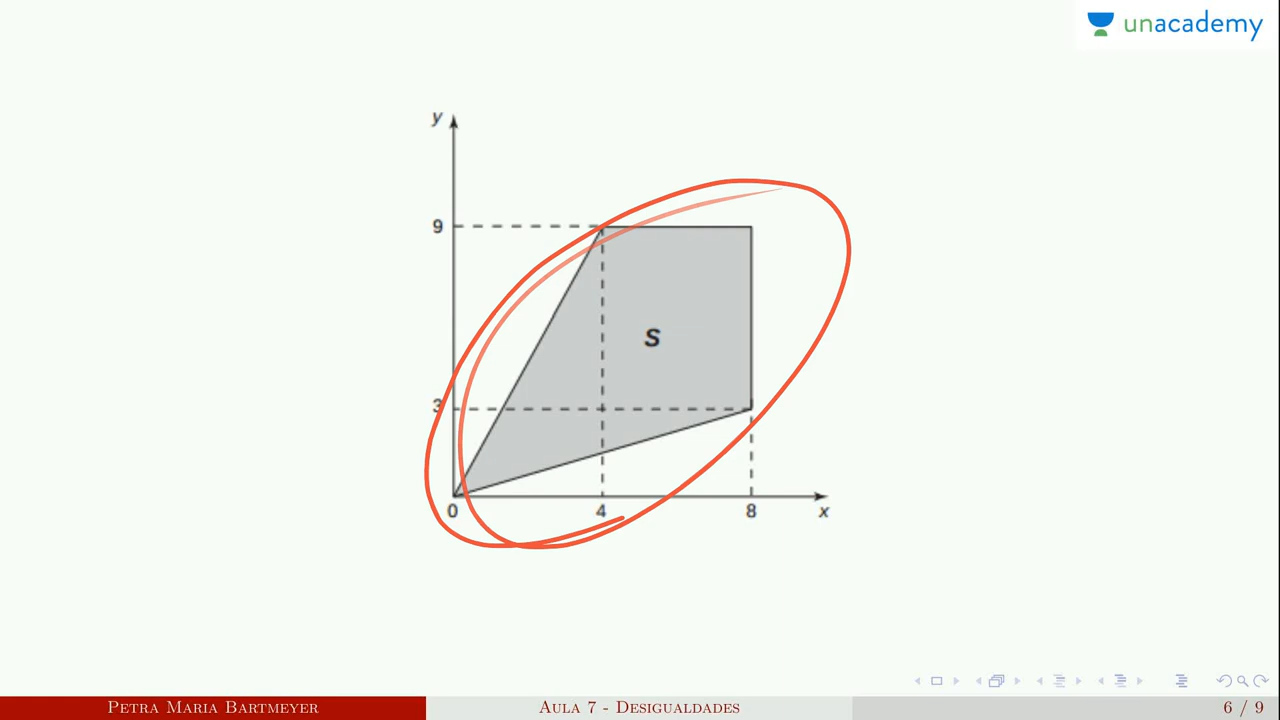 unacademy
y
9
S
3
0
4
8
x
Petra Maria Bartmeyer
Aula 7 - Desigualdades
6 / 9